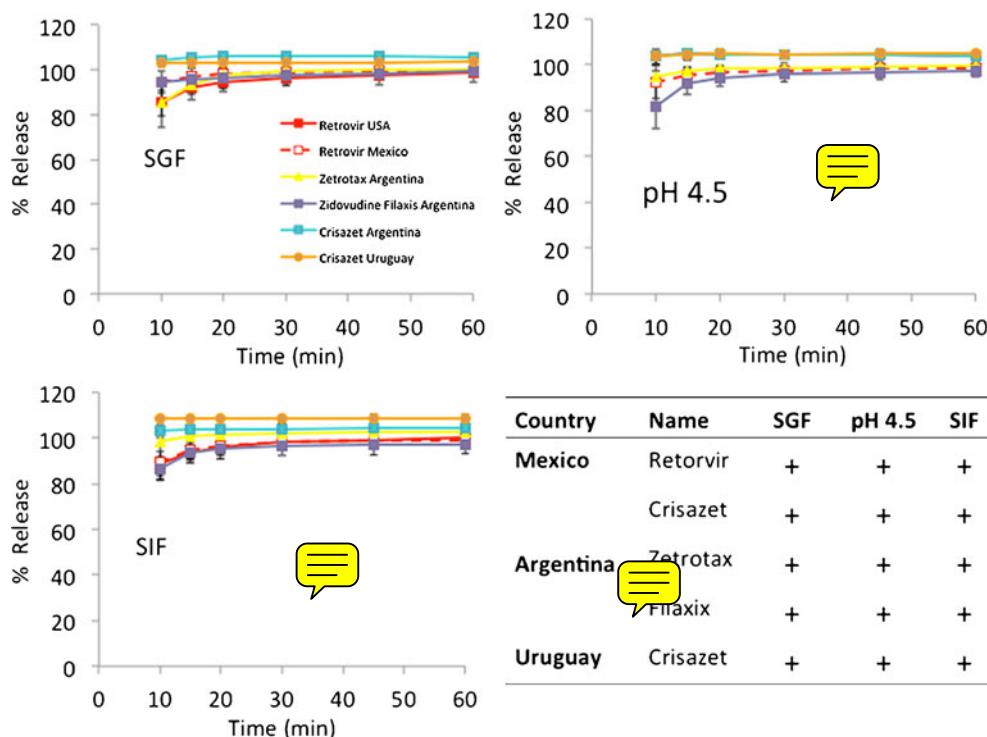 120
100
80
60
40
20
0
% Release
SGF
Retrovir USA
Retrovir Mexico
Zetrotax Argentina
Zidovudine Filaxis Argentina
Crisazet Argentina
Crisazet Uruguay
0 10 20 30 40 50 60
Time (min)
120
100
80
60
40
20
0
% Release
pH 4.5
0 10 20 30 40 50 60
Time (min)
120
100
80
60
40
20
0
% Release
SIF
0 10 20 30 40 50 60
Time (min)
Country Name SGF pH 4.5 SIF
Mexico Retorvir + + +
Crisazet + + +
Argentina Zetrotax + + +
Filaxix + + +
Uruguay Crisazet + + +